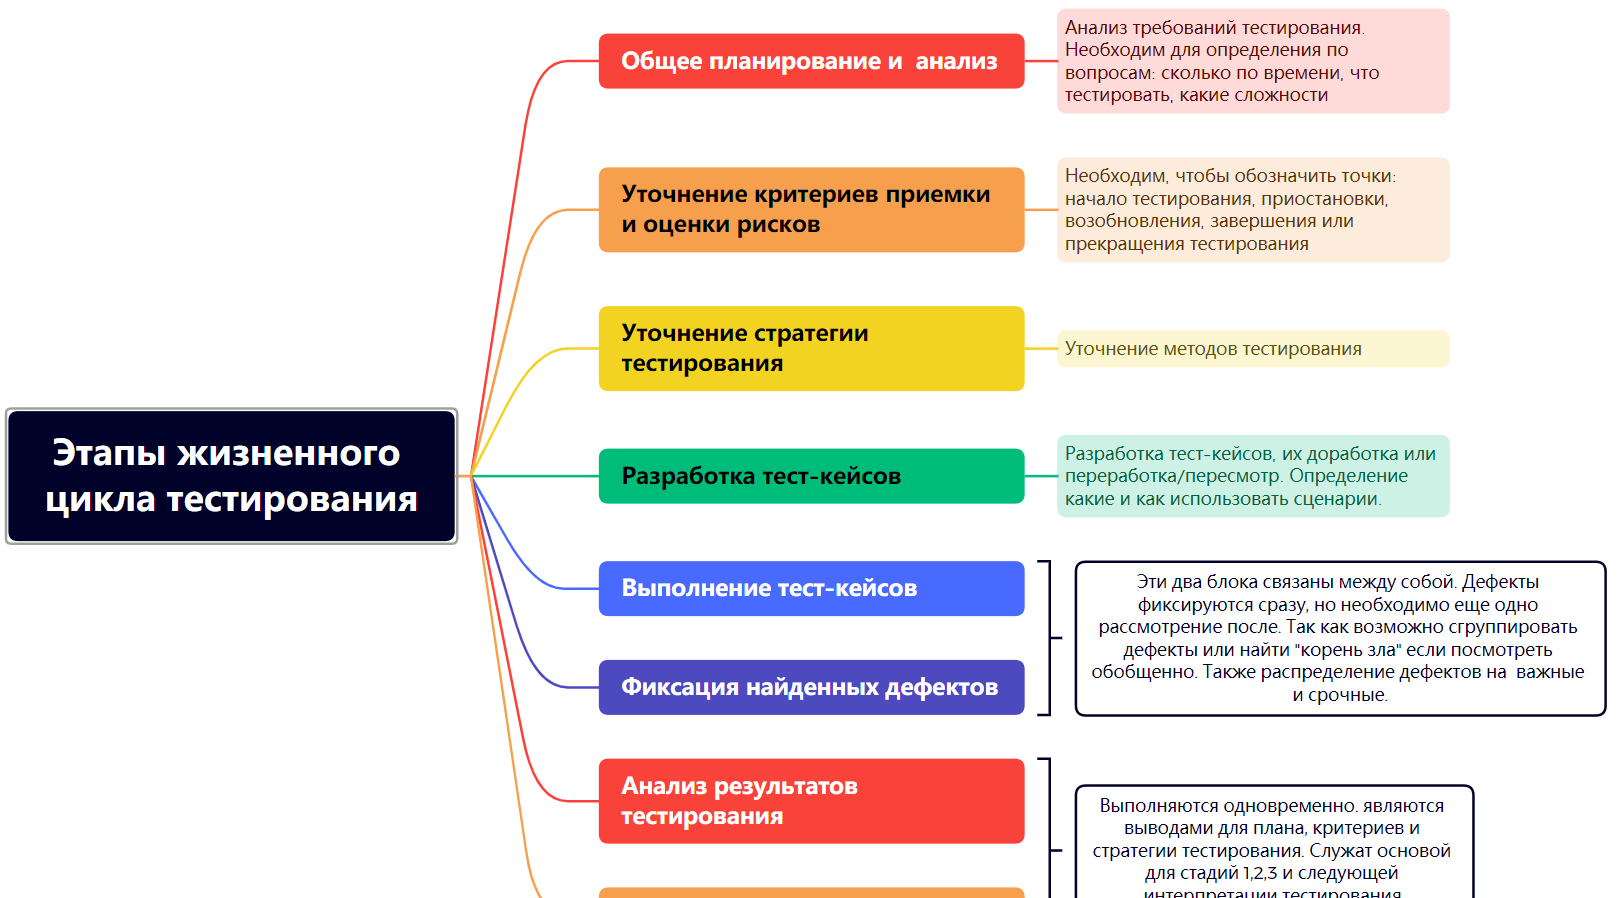 Общее планирование и  анализ
Анализ требований тестирования.
Необходим для определения по
вопросам: сколько по времени, что
тестировать, какие сложности
Уточнение критериев приемки
и оценки рисков
Необходим, чтобы обозначить точки:
начало тестирования, приостановки,
возобновления, завершения или
прекращения тестирования
Уточнение стратегии
тестирования
Уточнение методов тестирования
Этапы жизненного
цикла тестирования
Разработка тест-кейсов
Разработка тест-кейсов, их доработка или
переработка/пересмотр. Определение
какие и как использовать сценарии.
Выполнение тест-кейсов
Фиксация найденных дефектов
Эти два блока связаны между собой. Дефекты
фиксируются сразу, но необходимо еще одно
рассмотрение после. Так как возможно сгруппировать
дефекты или найти "корень зла" если посмотреть
обобщенно. Также распределение дефектов на  важные
и срочные.
Анализ результатов
тестирования
Выполняются одновременно. являются
выводами для плана, критериев и
стратегии тестирования. Служат основой
для стадий 1,2,3 и следующей
интерпретации тестирования